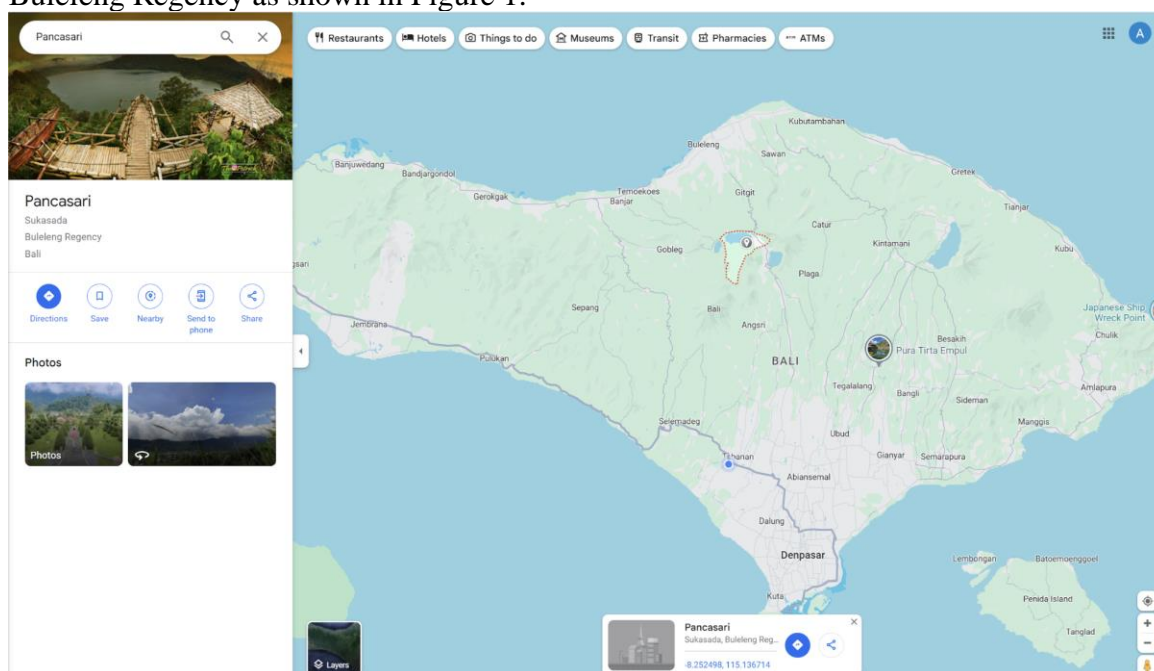 Buleleng Regency as shown in Figure 1.
Pancasari
Restaurants
Hotels
Things to do
Museums
Transit
Pharmacies
ATMs
A
Pancasari
Sukasada
Buleleng Regency
Bali
Directions
Save
Nearby
Send to
phone
Share
Photos
Photos
Kubutambahan
Buleleng
Sawan
Banjuwedang
Bandjargondol
Gerokgak
Temoekoes
Banjar
Gitgit
Gretek
Tianjar
Catur
Kintamani
Kubu
Gobleg
Plaga
Sepang
Bali
Angsri
Jembrana
Pulukan
BALI
Besakih
Pura Tirta Empul
Japanese Ship
Wreck Point
Chulik
Tegalalang
Bangli
Sideman
Amlapura
Manggis
Selemadeg
Ubud
Tabanan
Gianyar
Semarapura
Abiansemal
Dalung
Denpasar
Kuta
Lembongan
Batoemoenggoel
Penida Island
Tanglad
Layers
Pancasari
Sukasada, Buleleng Reg...
-8.252498, 115.136714